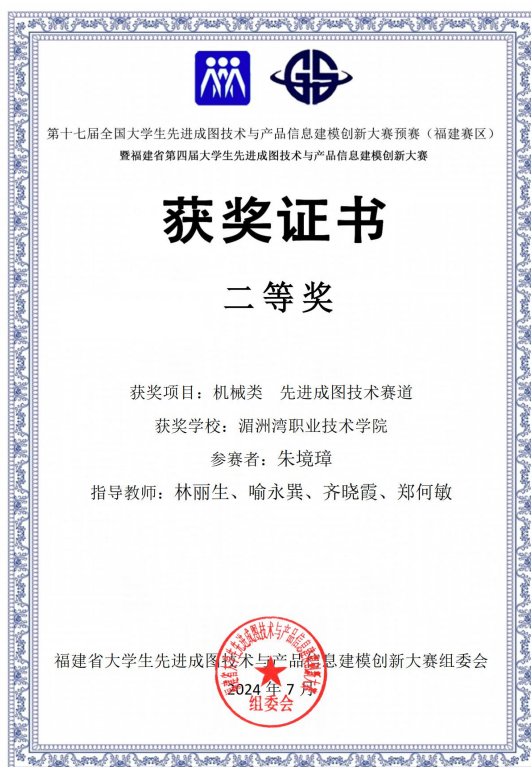 GS
第十七届全国大学生先进成图技术与产品信息建模创新大赛预赛（福建赛区）
暨福建省第四届大学生先进成图技术与产品信息建模创新大赛
获奖证书
二等奖
获奖项目：机械类 先进成图技术赛道
获奖学校：湄洲湾职业技术学院
参赛者：朱境璋
指导教师：林丽生、喻永巽、齐晓霞、郑何敏
福建省大学生先进成图技术与产品信息建模创新大赛组委会
2024年7月
组委会